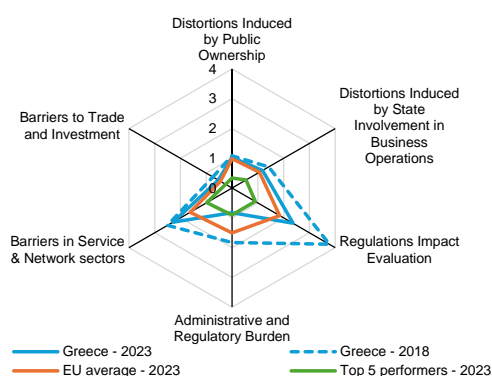 Distortions Induced
by Public
Ownership
4
3
2
1
0
Distortions Induced
by State
Involvement in
Business
Operations
Barriers to Trade
and Investment
Barriers in Service
& Network sectors
Regulations Impact
Evaluation
Administrative and
Regulatory Burden
Greece - 2023
Greece - 2018
EU average - 2023
Top 5 performers - 2023